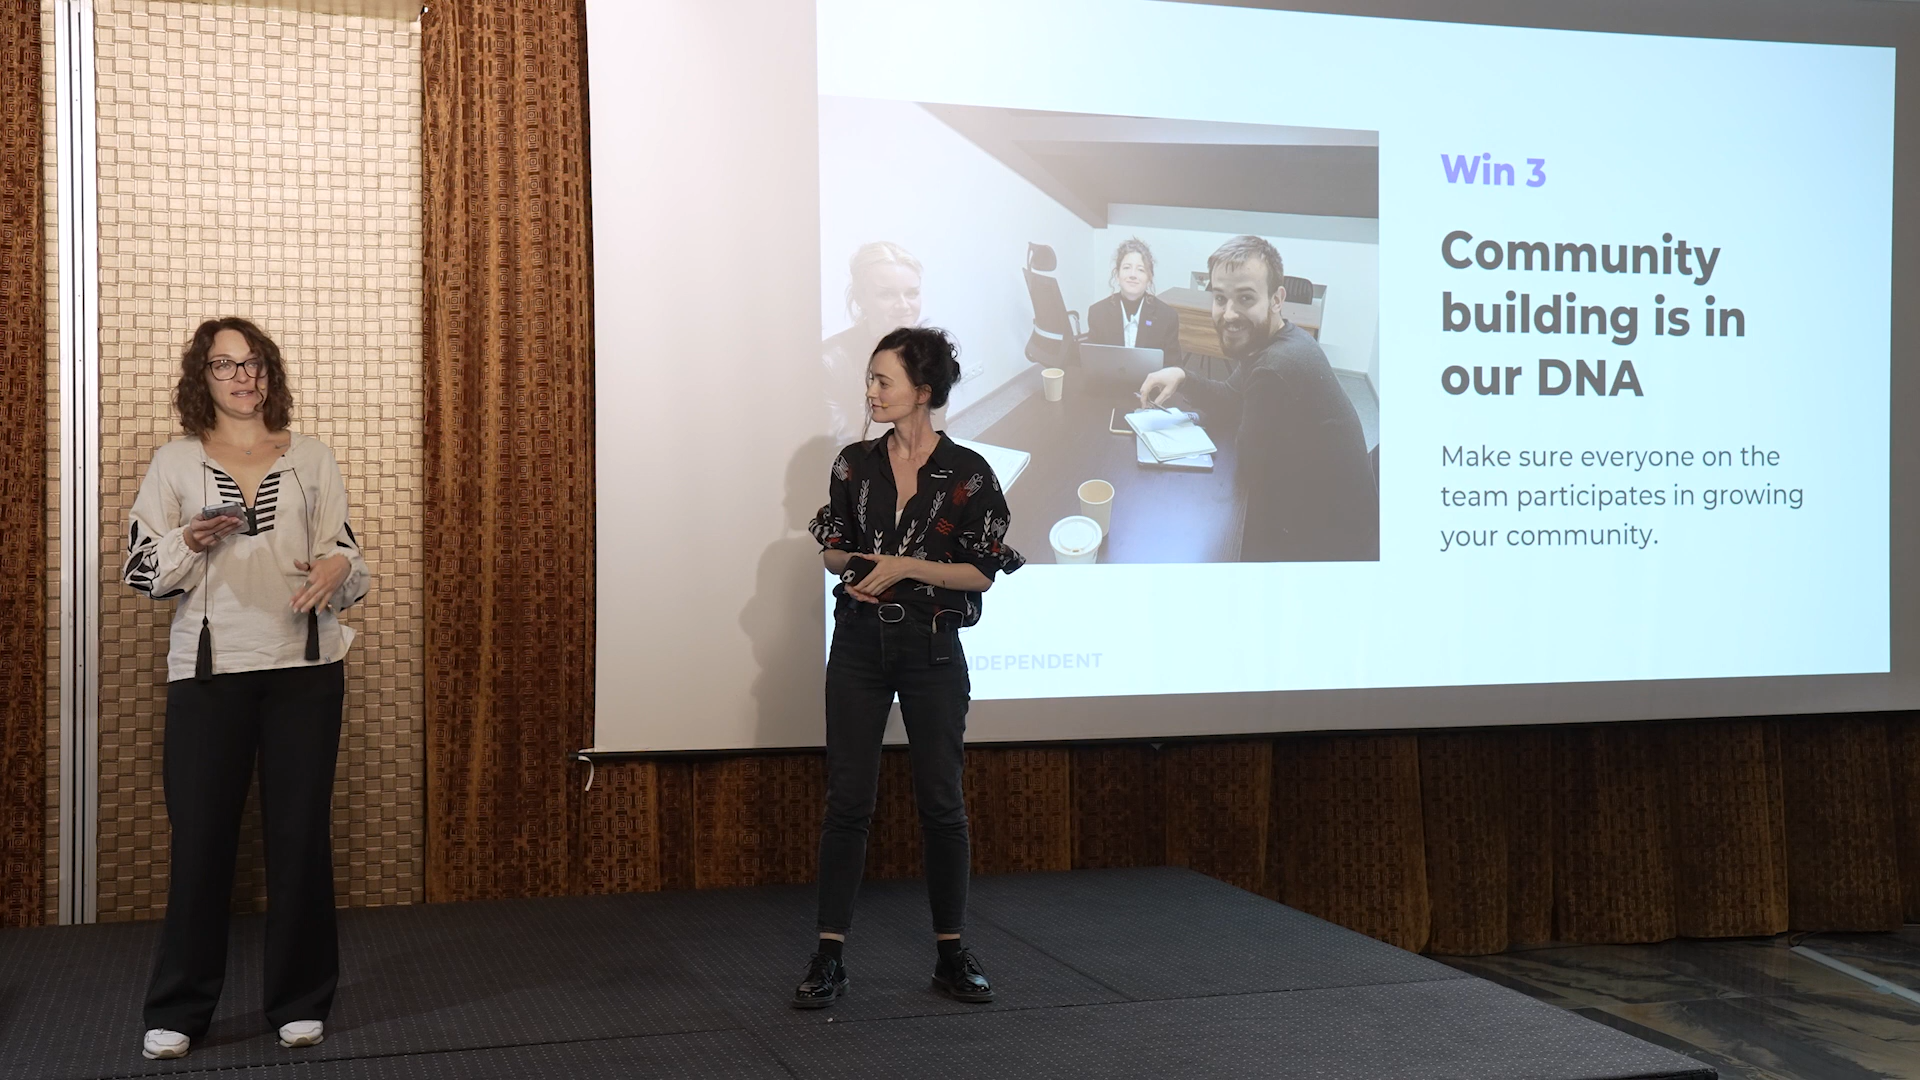 Win 3
Community
building is in
our DNA
Make sure everyone on the
team participates in growing
your community.